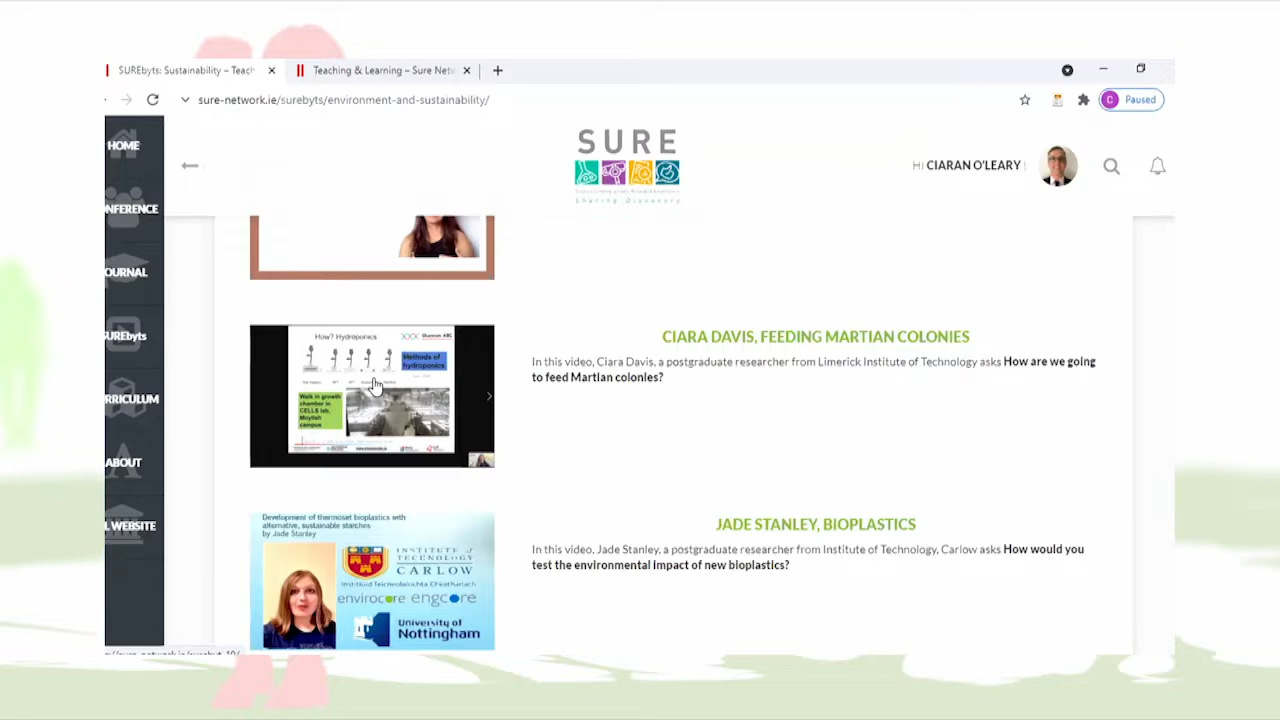 SUREbyts: Sustainability – Teach
Teaching & Learning – Sure Netw
sure-network.ie/surebyts/environment-and-sustainability/
C
Paused
SURE
Sharing Discovery
HI CIARAN O'LEARY !
HOME
NFERENCE
OURNAL
SUREbyts
RRICULUM
ABOUT
L WEBSITE
How? Hydroponics
Shannon ABC
Methods of
hydroponics
Walk in growth
chamber in
CELLS lab,
Moylish
campus
CIARA DAVIS, FEEDING MARTIAN COLONIES
In this video, Ciara Davis, a postgraduate researcher from Limerick Institute of Technology asks How are we going
to feed Martian colonies?
Development of thermoset bioplastics with
alternative, sustainable starches
by Jade Stanley
INSTITUTE of
TECHNOLOGY
CARLOW
Institiúid Teicneolaíochta Cheatharlach
envirocore engcore
University of
Nottingham
JADE STANLEY, BIOPLASTICS
In this video, Jade Stanley, a postgraduate researcher from Institute of Technology, Carlow asks How would you
test the environmental impact of new bioplastics?